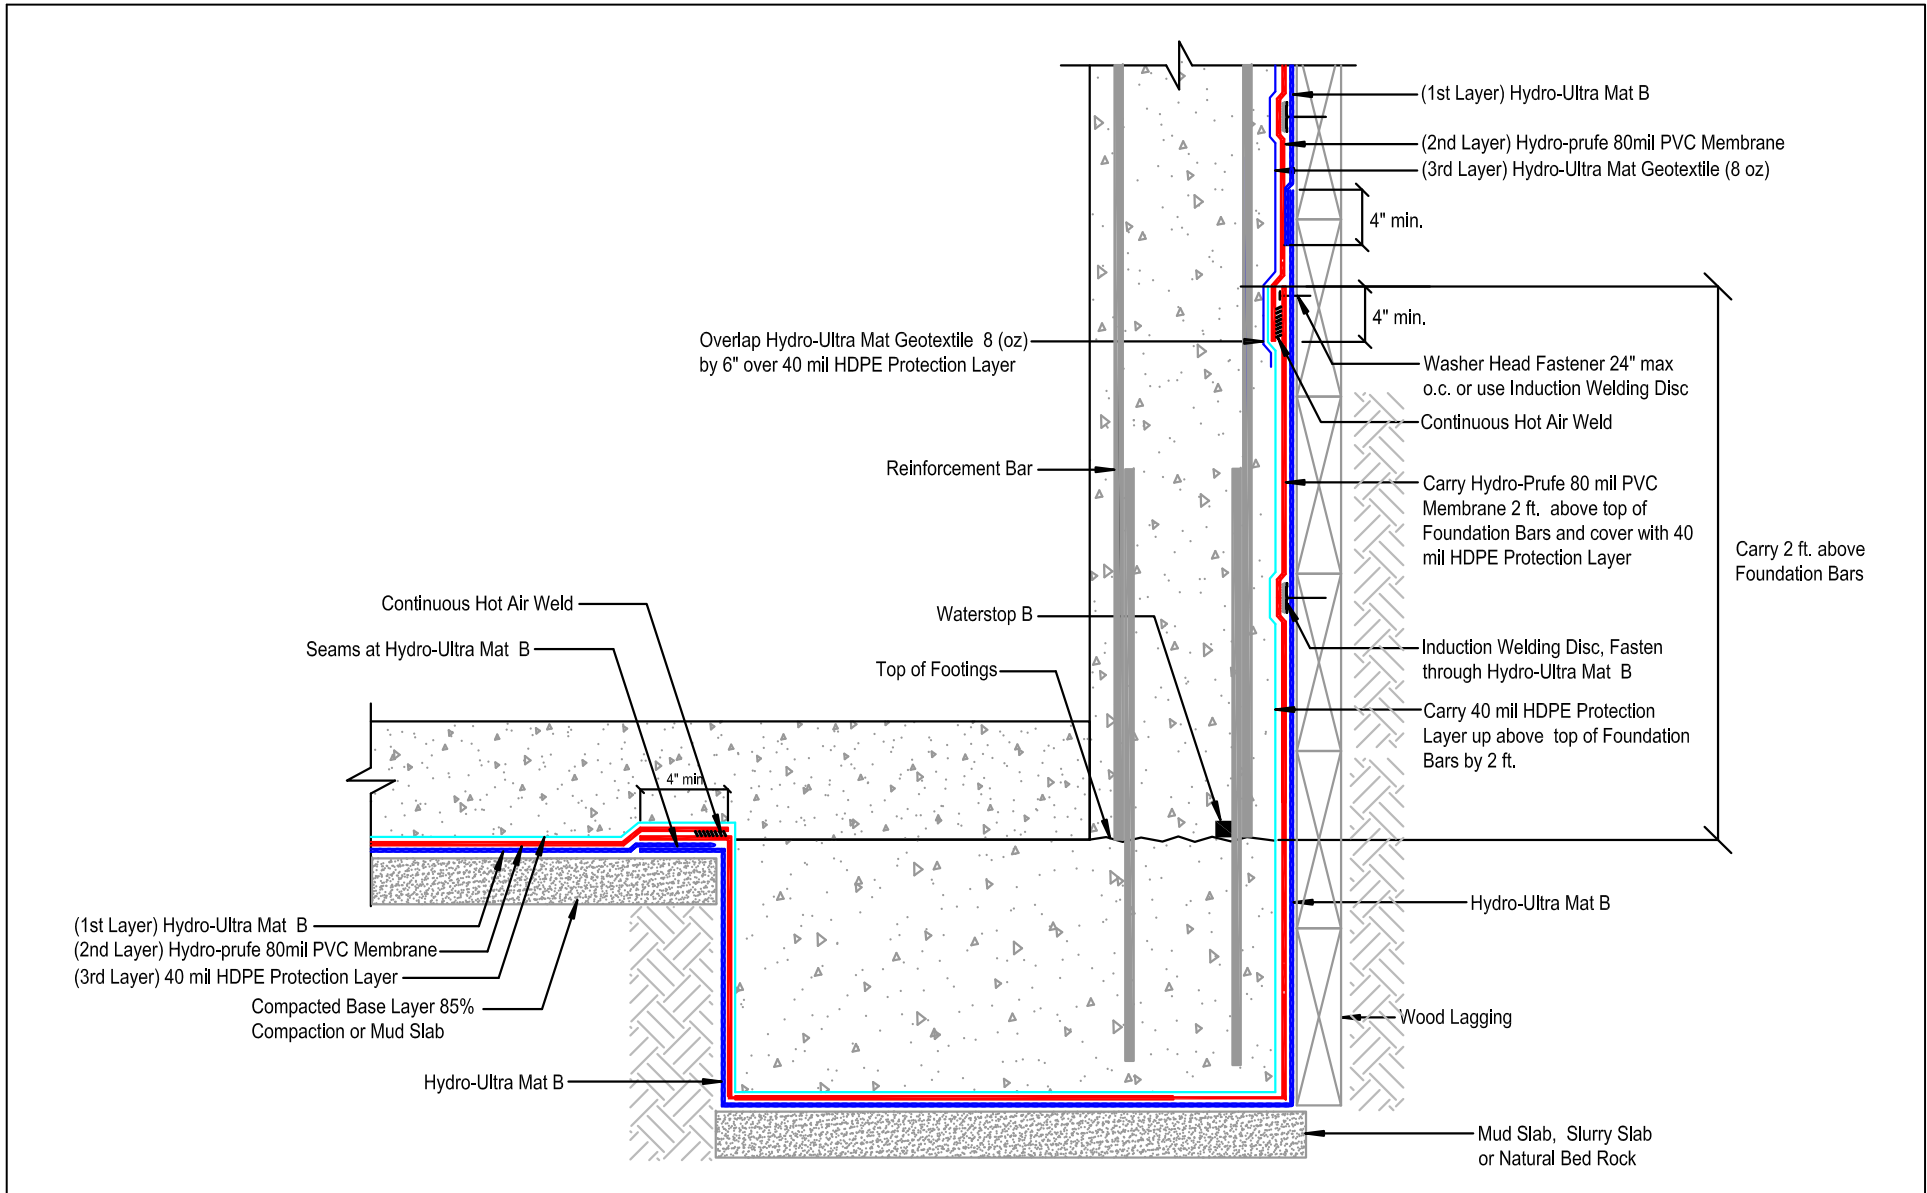 (1st Layer) Hydro-Ultra Mat B
(2nd Layer) Hydro-prufe 80mil PVC Membrane
(3rd Layer) Hydro-Ultra Mat Geotextile (8 oz)
4" min.
4" min.
Overlap Hydro-Ultra Mat Geotextile 8 (oz)
by 6" over 40 mil HDPE Protection Layer
Washer Head Fastener 24" max
o.c. or use Induction Welding Disc
Continuous Hot Air Weld
Reinforcement Bar
Carry Hydro-Prufe 80 mil PVC
Membrane 2 ft. above top of
Foundation Bars and cover with 40
mil HDPE Protection Layer
Carry 2 ft. above
Foundation Bars
Continuous Hot Air Weld
Waterstop B
Seams at Hydro-Ultra Mat B
Top of Footings
Induction Welding Disc, Fasten
through Hydro-Ultra Mat B
Carry 40 mil HDPE Protection
Layer up above top of Foundation
Bars by 2 ft.
4" min
Hydro-Ultra Mat B
(1st Layer) Hydro-Ultra Mat B
(2nd Layer) Hydro-prufe 80mil PVC Membrane
(3rd Layer) 40 mil HDPE Protection Layer
Compacted Base Layer 85%
Compaction or Mud Slab
Wood Lagging
Hydro-Ultra Mat B
Mud Slab, Slurry Slab
or Natural Bed Rock